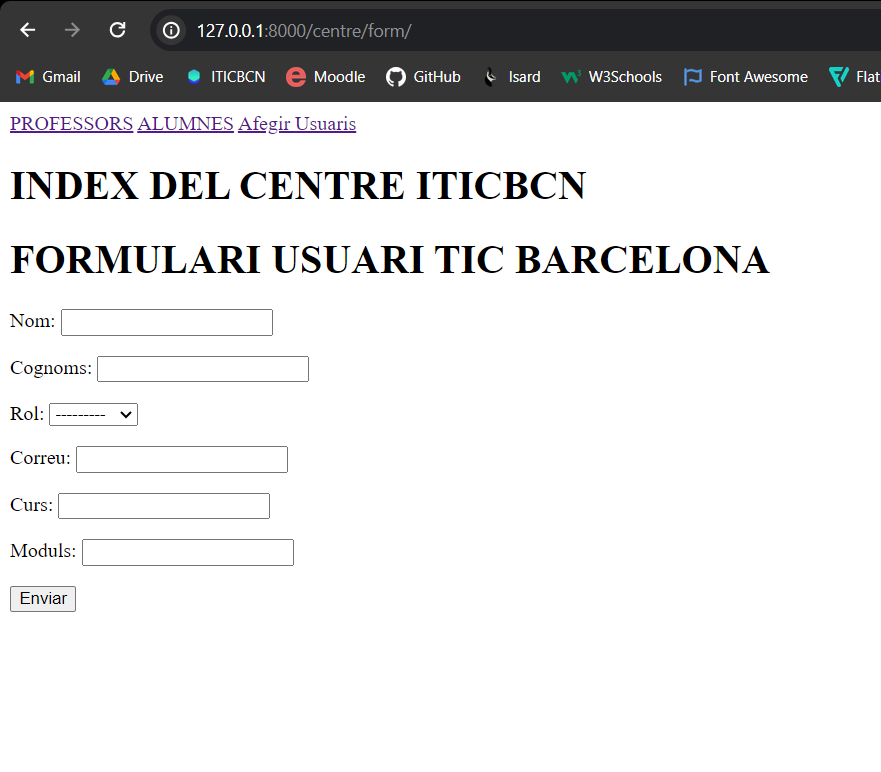 127.0.0.1:8000/centre/form/
Gmail Drive ITICBCN Moodle GitHub Isard W3Schools Font Awesome Flat
PROFESSORS ALUMNES Afegir Usuaris
INDEX DEL CENTRE ITICBCN
FORMULARI USUARI TIC BARCELONA
Nom:
Cognoms:
Rol: ---------
Correu:
Curs:
Moduls:
Enviar